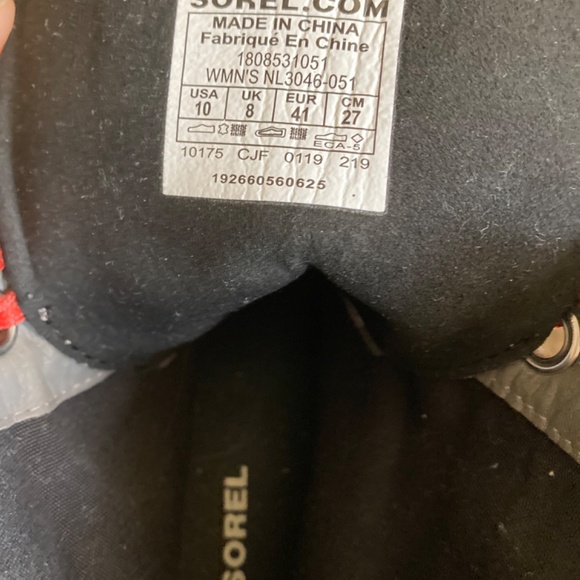 SOREL.COM
MADE IN CHINA
Fabriqué En Chine
1808531051
WMN'S NL3046-051
USA UK EUR CM
10 8 41 27
ECA-5
10175 CJF 0119 219
192660560625
SOREL